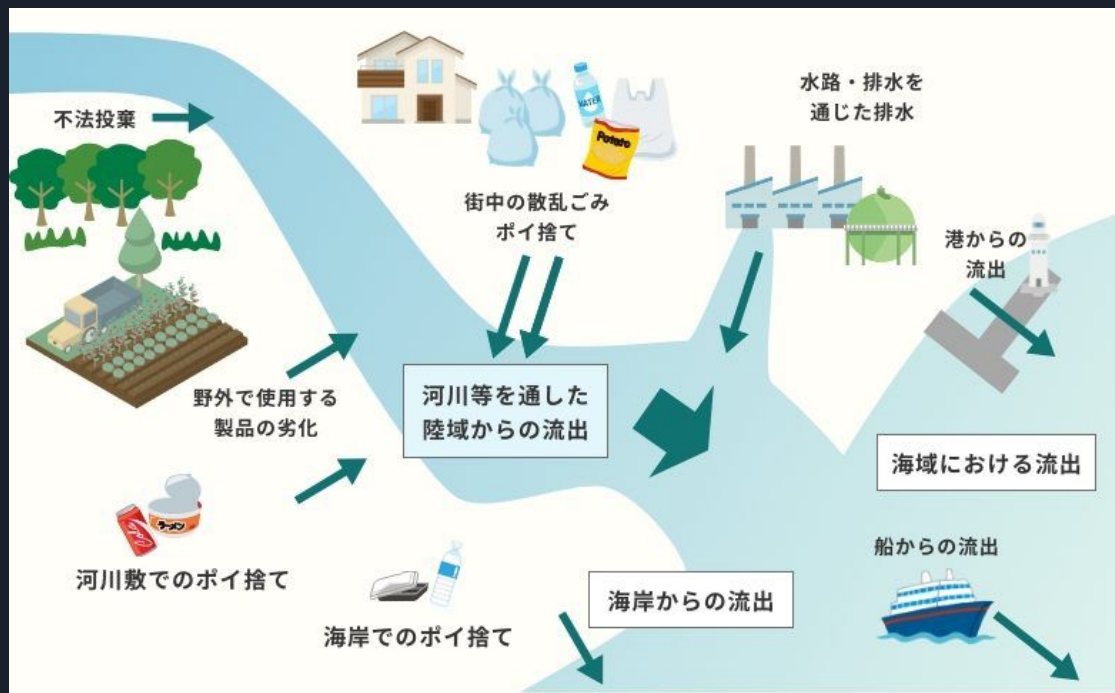 不法投棄
WATER
Potato
街中の散乱ごみ
ポイ捨て
水路・排水を
通じた排水
港からの
流出
野外で使用する
製品の劣化
河川等を通した
陸域からの流出
海域における流出
ラーメン
Cola
河川敷でのポイ捨て
海岸でのポイ捨て
海岸からの流出
船からの流出